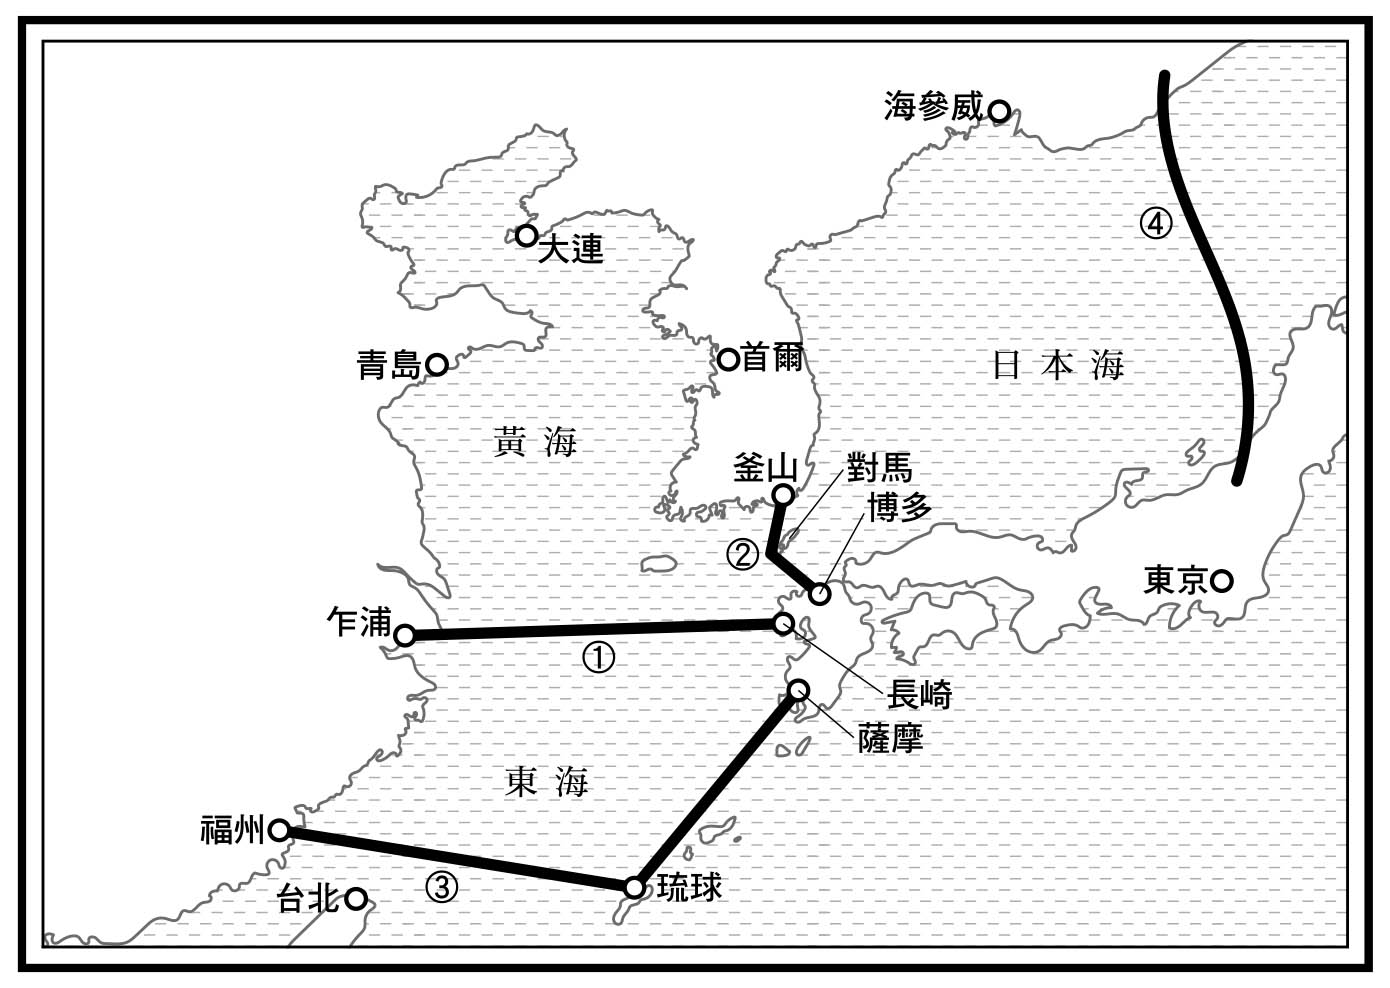 海參威
④
大連
青島
首爾
日本海
黃海
釜山
對馬
博多
②
東京
乍浦
①
長崎
薩摩
東海
福州
③
琉球
台北